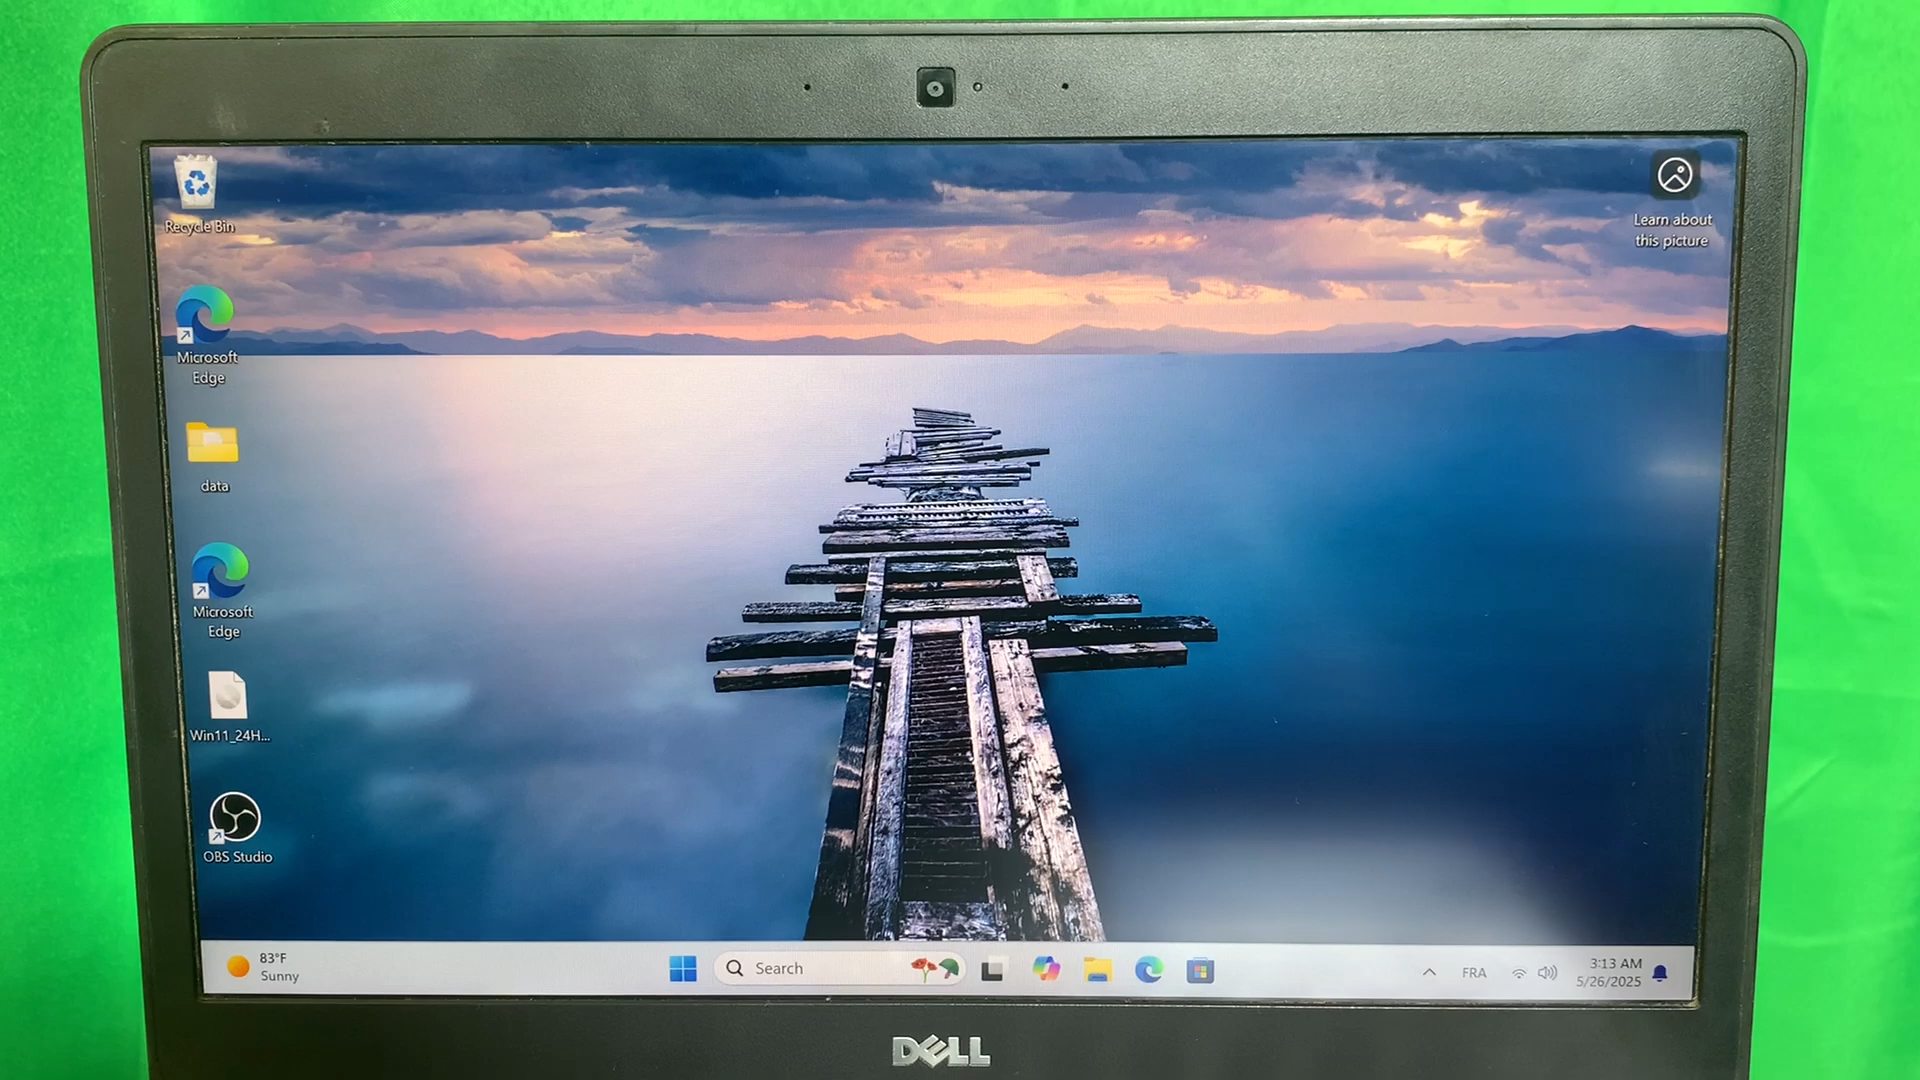 Recycle Bin
Learn about
this picture
Microsoft
Edge
data
Microsoft
Edge
Win11_24H...
OBS Studio
83°F
Sunny
Search
FRA
3:13 AM
5/26/2025
DELL